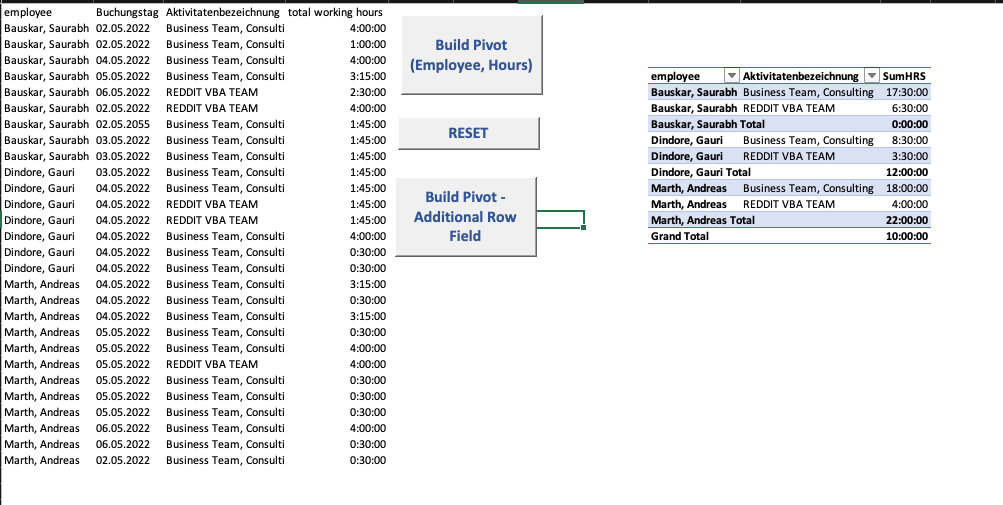 employee Buchungstag Aktivitatenbezeichnung total working hours
Bauskar, Saurabh 02.05.2022 Business Team, Consulti 4:00:00
Bauskar, Saurabh 02.05.2022 Business Team, Consulti 1:00:00
Bauskar, Saurabh 04.05.2022 Business Team, Consulti 4:00:00
Bauskar, Saurabh 05.05.2022 Business Team, Consulti 3:15:00
Bauskar, Saurabh 06.05.2022 REDDIT VBA TEAM 2:30:00
Bauskar, Saurabh 02.05.2022 REDDIT VBA TEAM 4:00:00
Bauskar, Saurabh 02.05.2055 Business Team, Consulti 1:45:00
Bauskar, Saurabh 03.05.2022 Business Team, Consulti 1:45:00
Bauskar, Saurabh 03.05.2022 Business Team, Consulti 1:45:00
Dindore, Gauri 03.05.2022 Business Team, Consulti 1:45:00
Dindore, Gauri 04.05.2022 Business Team, Consulti 1:45:00
Dindore, Gauri 04.05.2022 REDDIT VBA TEAM 1:45:00
Dindore, Gauri 04.05.2022 REDDIT VBA TEAM 1:45:00
Dindore, Gauri 04.05.2022 Business Team, Consulti 4:00:00
Dindore, Gauri 04.05.2022 Business Team, Consulti 0:30:00
Dindore, Gauri 04.05.2022 Business Team, Consulti 0:30:00
Marth, Andreas 04.05.2022 Business Team, Consulti 3:15:00
Marth, Andreas 04.05.2022 Business Team, Consulti 0:30:00
Marth, Andreas 04.05.2022 Business Team, Consulti 3:15:00
Marth, Andreas 05.05.2022 Business Team, Consulti 0:30:00
Marth, Andreas 05.05.2022 Business Team, Consulti 4:00:00
Marth, Andreas 05.05.2022 REDDIT VBA TEAM 4:00:00
Marth, Andreas 05.05.2022 Business Team, Consulti 0:30:00
Marth, Andreas 05.05.2022 Business Team, Consulti 0:30:00
Marth, Andreas 05.05.2022 Business Team, Consulti 0:30:00
Marth, Andreas 06.05.2022 Business Team, Consulti 4:00:00
Marth, Andreas 06.05.2022 Business Team, Consulti 0:30:00
Marth, Andreas 02.05.2022 Business Team, Consulti 0:30:00
Build Pivot
(Employee, Hours)
RESET
Build Pivot -
Additional Row
Field
employee Aktivitatenbezeichnung SumHRS
Bauskar, Saurabh Business Team, Consulting 17:30:00
Bauskar, Saurabh REDDIT VBA TEAM 6:30:00
Bauskar, Saurabh Total 0:00:00
Dindore, Gauri Business Team, Consulting 8:30:00
Dindore, Gauri REDDIT VBA TEAM 3:30:00
Dindore, Gauri Total 12:00:00
Marth, Andreas Business Team, Consulting 18:00:00
Marth, Andreas REDDIT VBA TEAM 4:00:00
Marth, Andreas Total 22:00:00
Grand Total 10:00:00